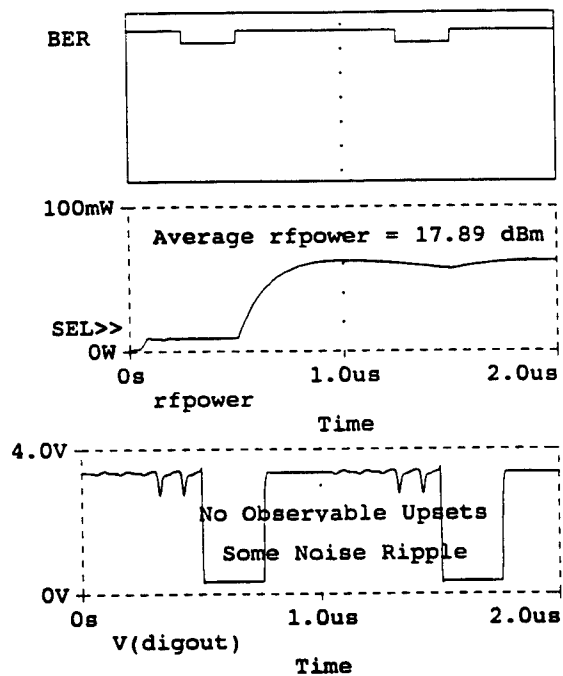 BER
100mW
Average rfpower = 17.89 dBm
SEL>>
0W
0s 1.0us 2.0us
rfpower
Time
4.0V
No Observable Upsets
Some Noise Ripple
0V
0s 1.0us 2.0us
V(digout)
Time